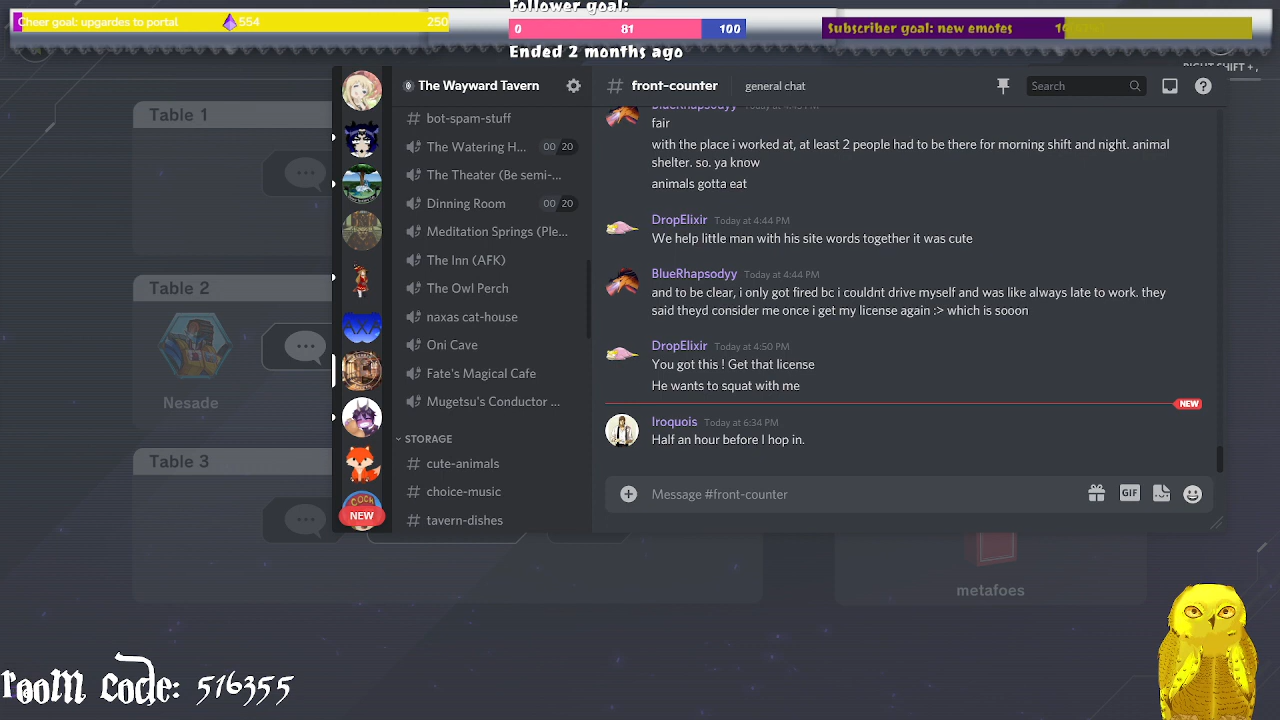 Follower goal:
Cheer goal: upgardes to portal 554 250
0 81 100
Subscriber goal: new emotes
Ended 2 months ago
RIGHT SHIFT + ,
The Wayward Tavern
# front-counter general chat
Search
Table 1
# bot-spam-stuff
The Watering H... 00 20
The Theater (Be semi-...
Dinning Room 00 20
Meditation Springs (Ple...
The Inn (AFK)
The Owl Perch
naxas cat-house
Oni Cave
Fate's Magical Cafe
Mugetsu's Conductor ...
STORAGE
# cute-animals
# choice-music
# tavern-dishes
AXA
COCK
NEW
BlueRhapsodyy Today at 4:43 PM
fair
with the place i worked at, at least 2 people had to be there for morning shift and night. animal
shelter. so. ya know
animals gotta eat
DropElixir Today at 4:44 PM
We help little man with his site words together it was cute
BlueRhapsodyy Today at 4:44 PM
and to be clear, i only got fired bc i couldnt drive myself and was like always late to work. they
said theyd consider me once i get my license again :> which is sooon
DropElixir Today at 4:50 PM
You got this ! Get that license
He wants to squat with me
NEW
Iroquois Today at 6:34 PM
Half an hour before I hop in.
Message #front-counter
GIF
Table 2
Nesade
Table 3
metafoes
room code: 516355